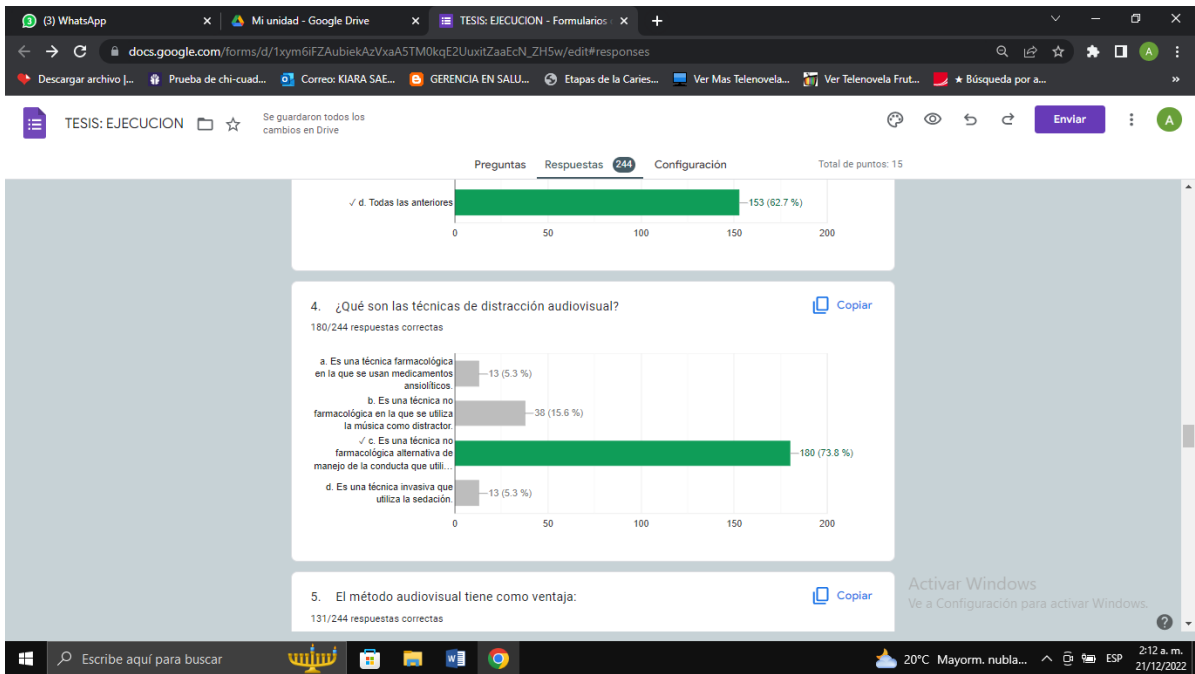 (3) WhatsApp
Mi unidad - Google Drive
TESIS: EJECUCION - Formularios
docs.google.com/forms/d/1xym6iFZAubiekAzVxaA5TM0kqE2UuxitZaaEcN_ZH5w/edit#responses
A
Descargar archivo |...
Prueba de chi-cuad...
Correo: KIARA SAE...
GERENCIA EN SALU...
Etapas de la Caries...
Ver Mas Telenovela...
Ver Telenovela Frut...
★ Búsqueda por a...
»
TESIS: EJECUCION
Se guardaron todos los
cambios en Drive
Enviar
A
Preguntas
Respuestas 244
Configuración
Total de puntos: 15
✓ d. Todas las anteriores
153 (62.7 %)
0 50 100 150 200
4. ¿Qué son las técnicas de distracción audiovisual?
Copiar
180/244 respuestas correctas
a. Es una técnica farmacológica
en la que se usan medicamentos
ansiolíticos.
13 (5.3 %)
b. Es una técnica no
farmacológica en la que se utiliza
la música como distractor.
38 (15.6 %)
✓ c. Es una técnica no
farmacológica alternativa de
manejo de la conducta que utili...
180 (73.8 %)
d. Es una técnica invasiva que
utiliza la sedación.
13 (5.3 %)
0 50 100 150 200
5. El método audiovisual tiene como ventaja:
Copiar
131/244 respuestas correctas
Activar Windows
Ve a Configuración para activar Windows.
Escribe aquí para buscar
20°C Mayorm. nubla...
ESP
2:12 a. m.
21/12/2022